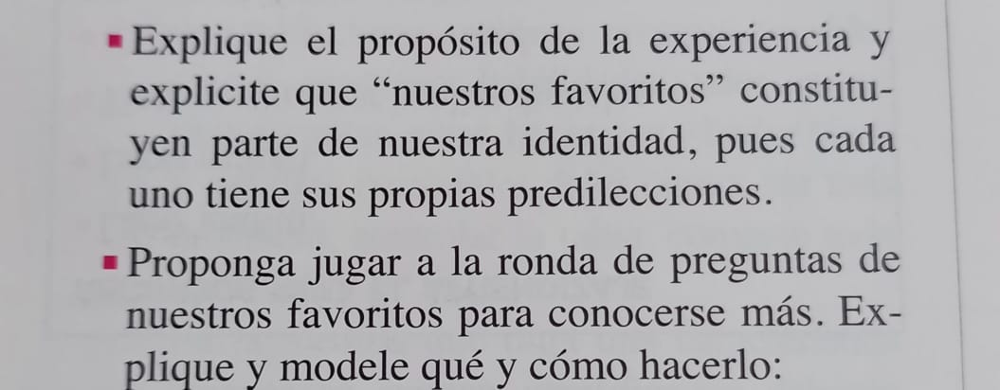 ▪ Explique el propósito de la experiencia y
explicite que “nuestros favoritos” constitu-
yen parte de nuestra identidad, pues cada
uno tiene sus propias predilecciones.
▪ Proponga jugar a la ronda de preguntas de
nuestros favoritos para conocerse más. Ex-
plique y modele qué y cómo hacerlo: